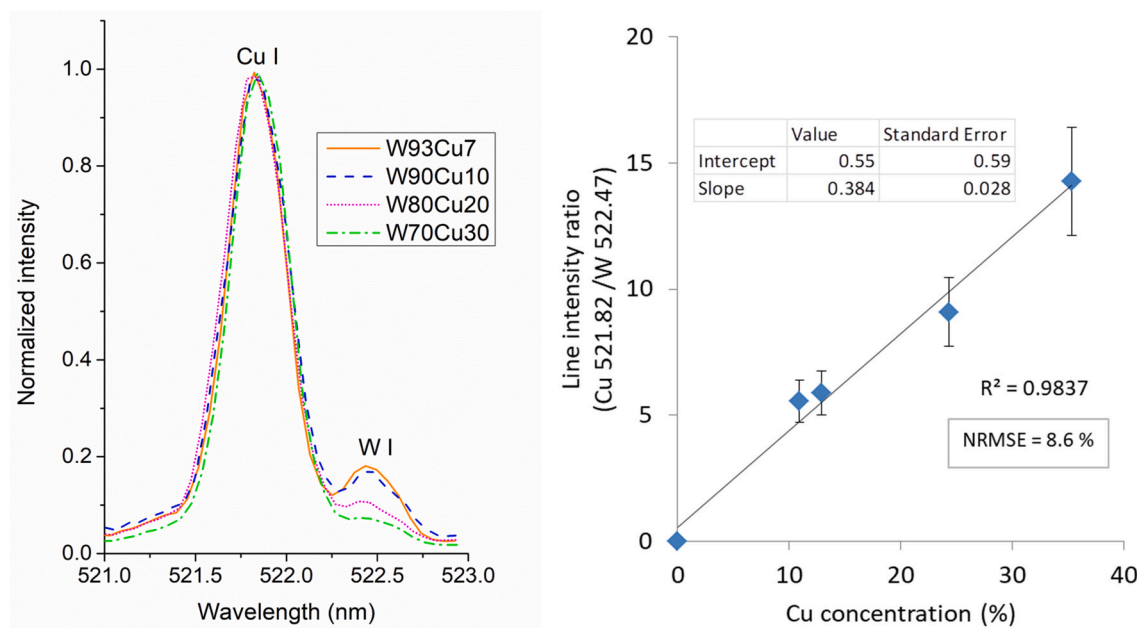 Cu I
W I
W93Cu7
W90Cu10
W80Cu20
W70Cu30
Normalized intensity
1.0
0.8
0.6
0.4
0.2
0.0
521.0 521.5 522.0 522.5 523.0
Wavelength (nm)
Line intensity ratio
(Cu 521.82 /W 522.47)
20
15
10
5
0
Value Standard Error
Intercept 0.55 0.59
Slope 0.384 0.028
R² = 0.9837
NRMSE = 8.6 %
0 10 20 30 40
Cu concentration (%)